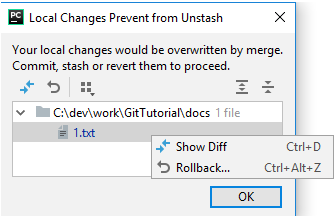 PC
Local Changes Prevent from Unstash
Your local changes would be overwritten by merge.
Commit, stash or revert them to proceed.
C:\dev\work\GitTutorial\docs 1 file
1.txt
Show Diff Ctrl+D
Rollback... Ctrl+Alt+Z
OK